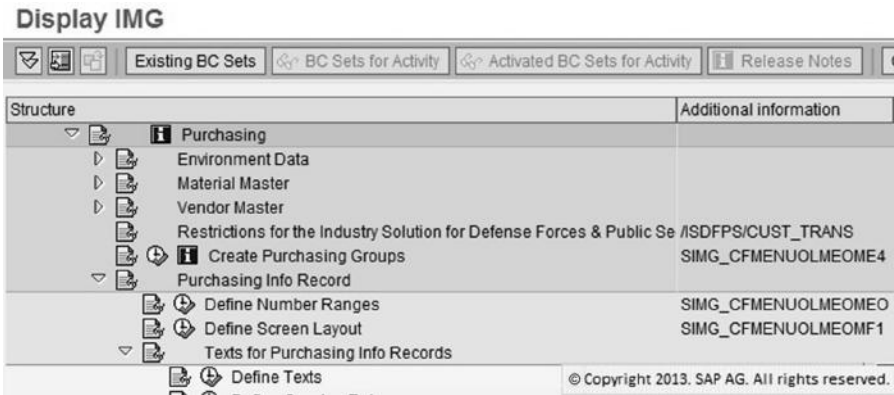 Display IMG
Existing BC Sets BC Sets for Activity Activated BC Sets for Activity Release Notes
Structure Additional information
Purchasing
Environment Data
Material Master
Vendor Master
Restrictions for the Industry Solution for Defense Forces & Public Se /ISDFPS/CUST_TRANS
Create Purchasing Groups SIMG_CFMENUOLMEOME4
Purchasing Info Record
Define Number Ranges SIMG_CFMENUOLMEOMEO
Define Screen Layout SIMG_CFMENUOLMEOMF1
Texts for Purchasing Info Records
Define Texts
© Copyright 2013. SAP AG. All rights reserved.